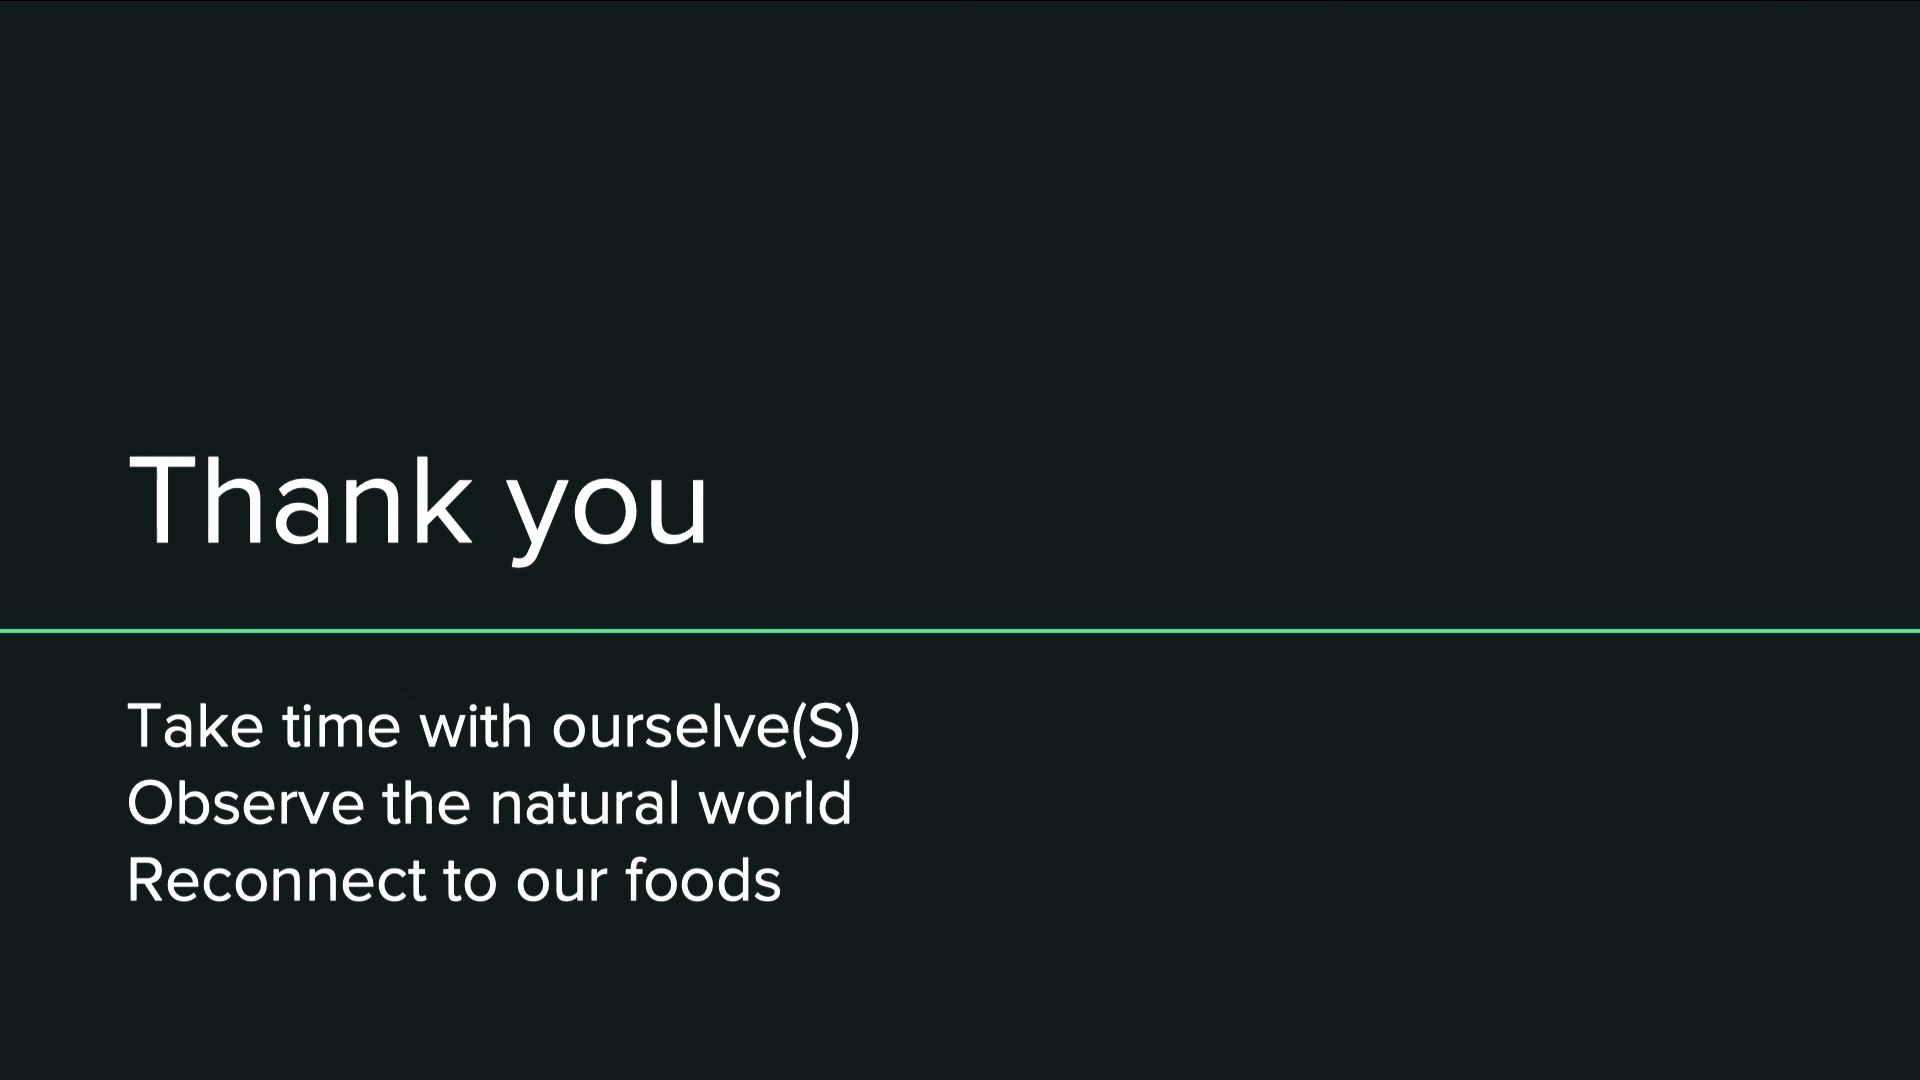 Thank you
Take time with ourselve(S)
Observe the natural world
Reconnect to our foods